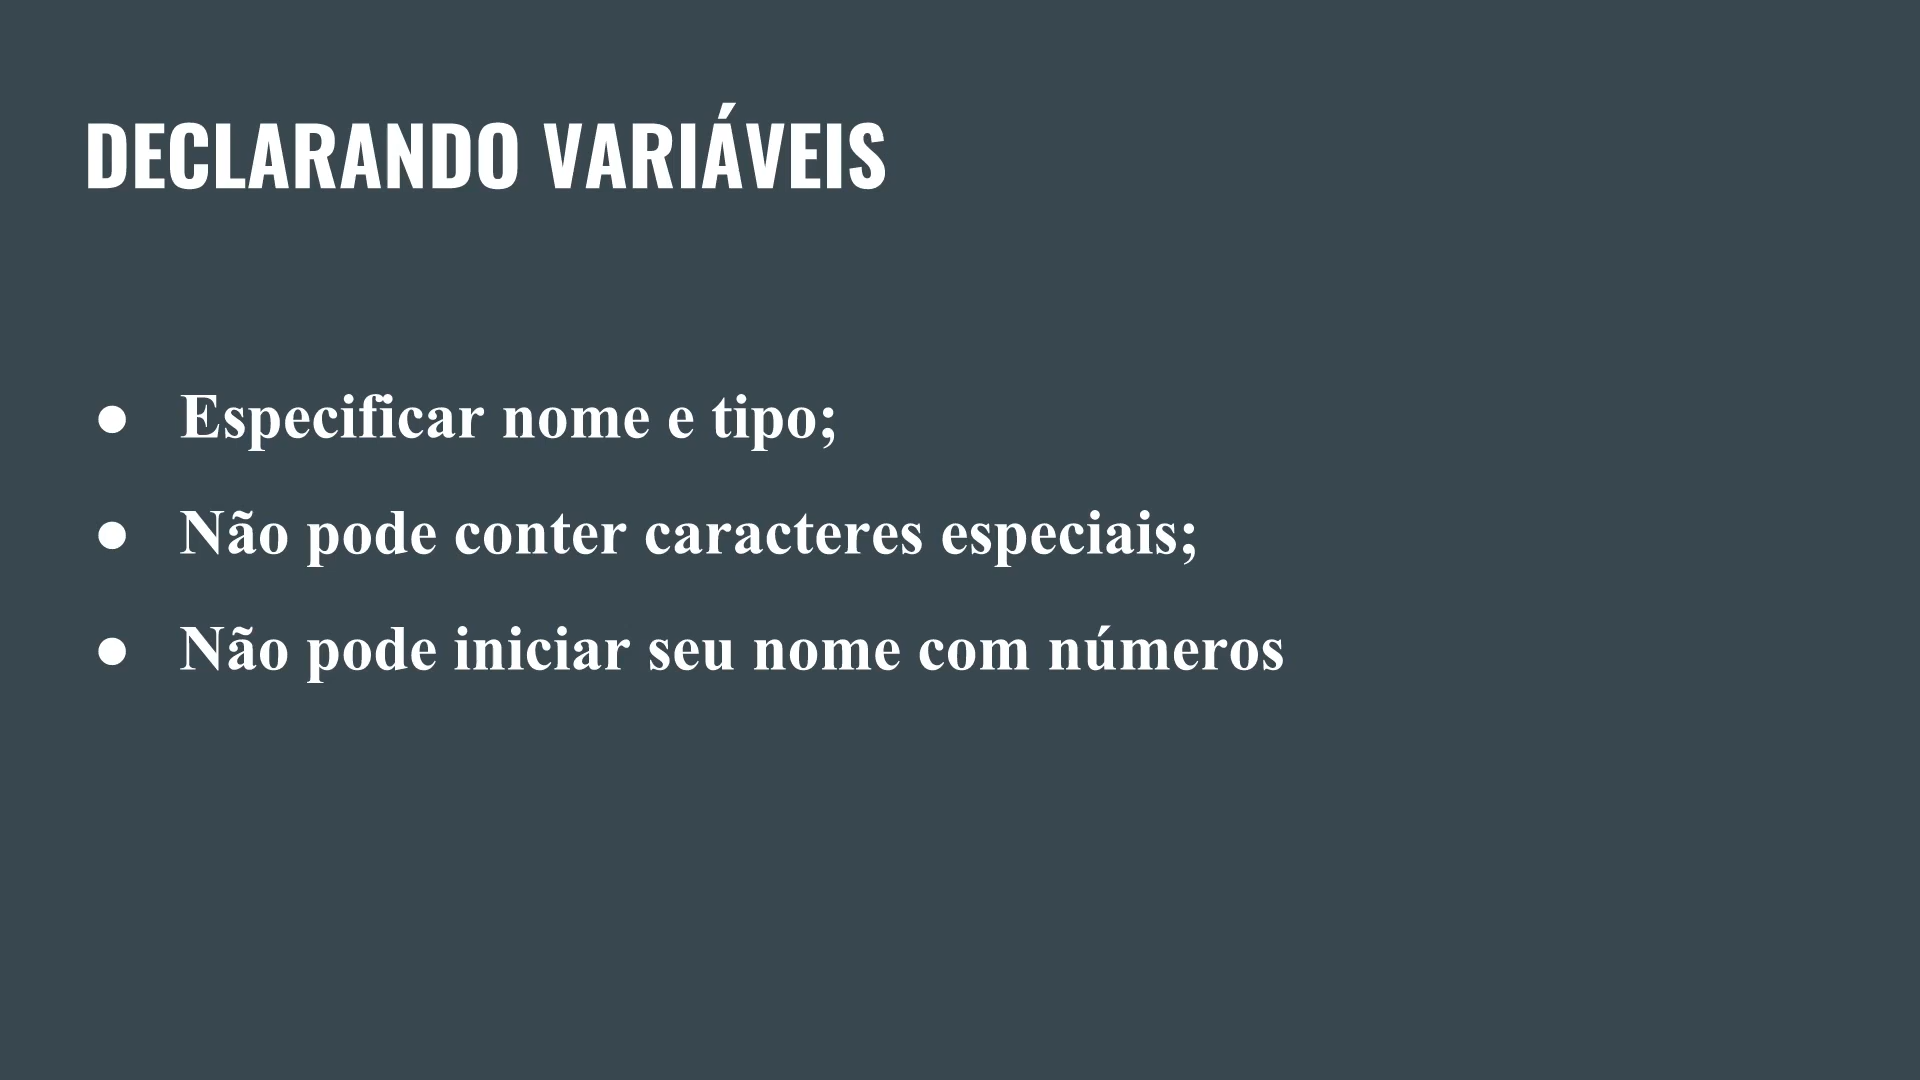 DECLARANDO VARIÁVEIS
● Especificar nome e tipo;
● Não pode conter caracteres especiais;
● Não pode iniciar seu nome com números